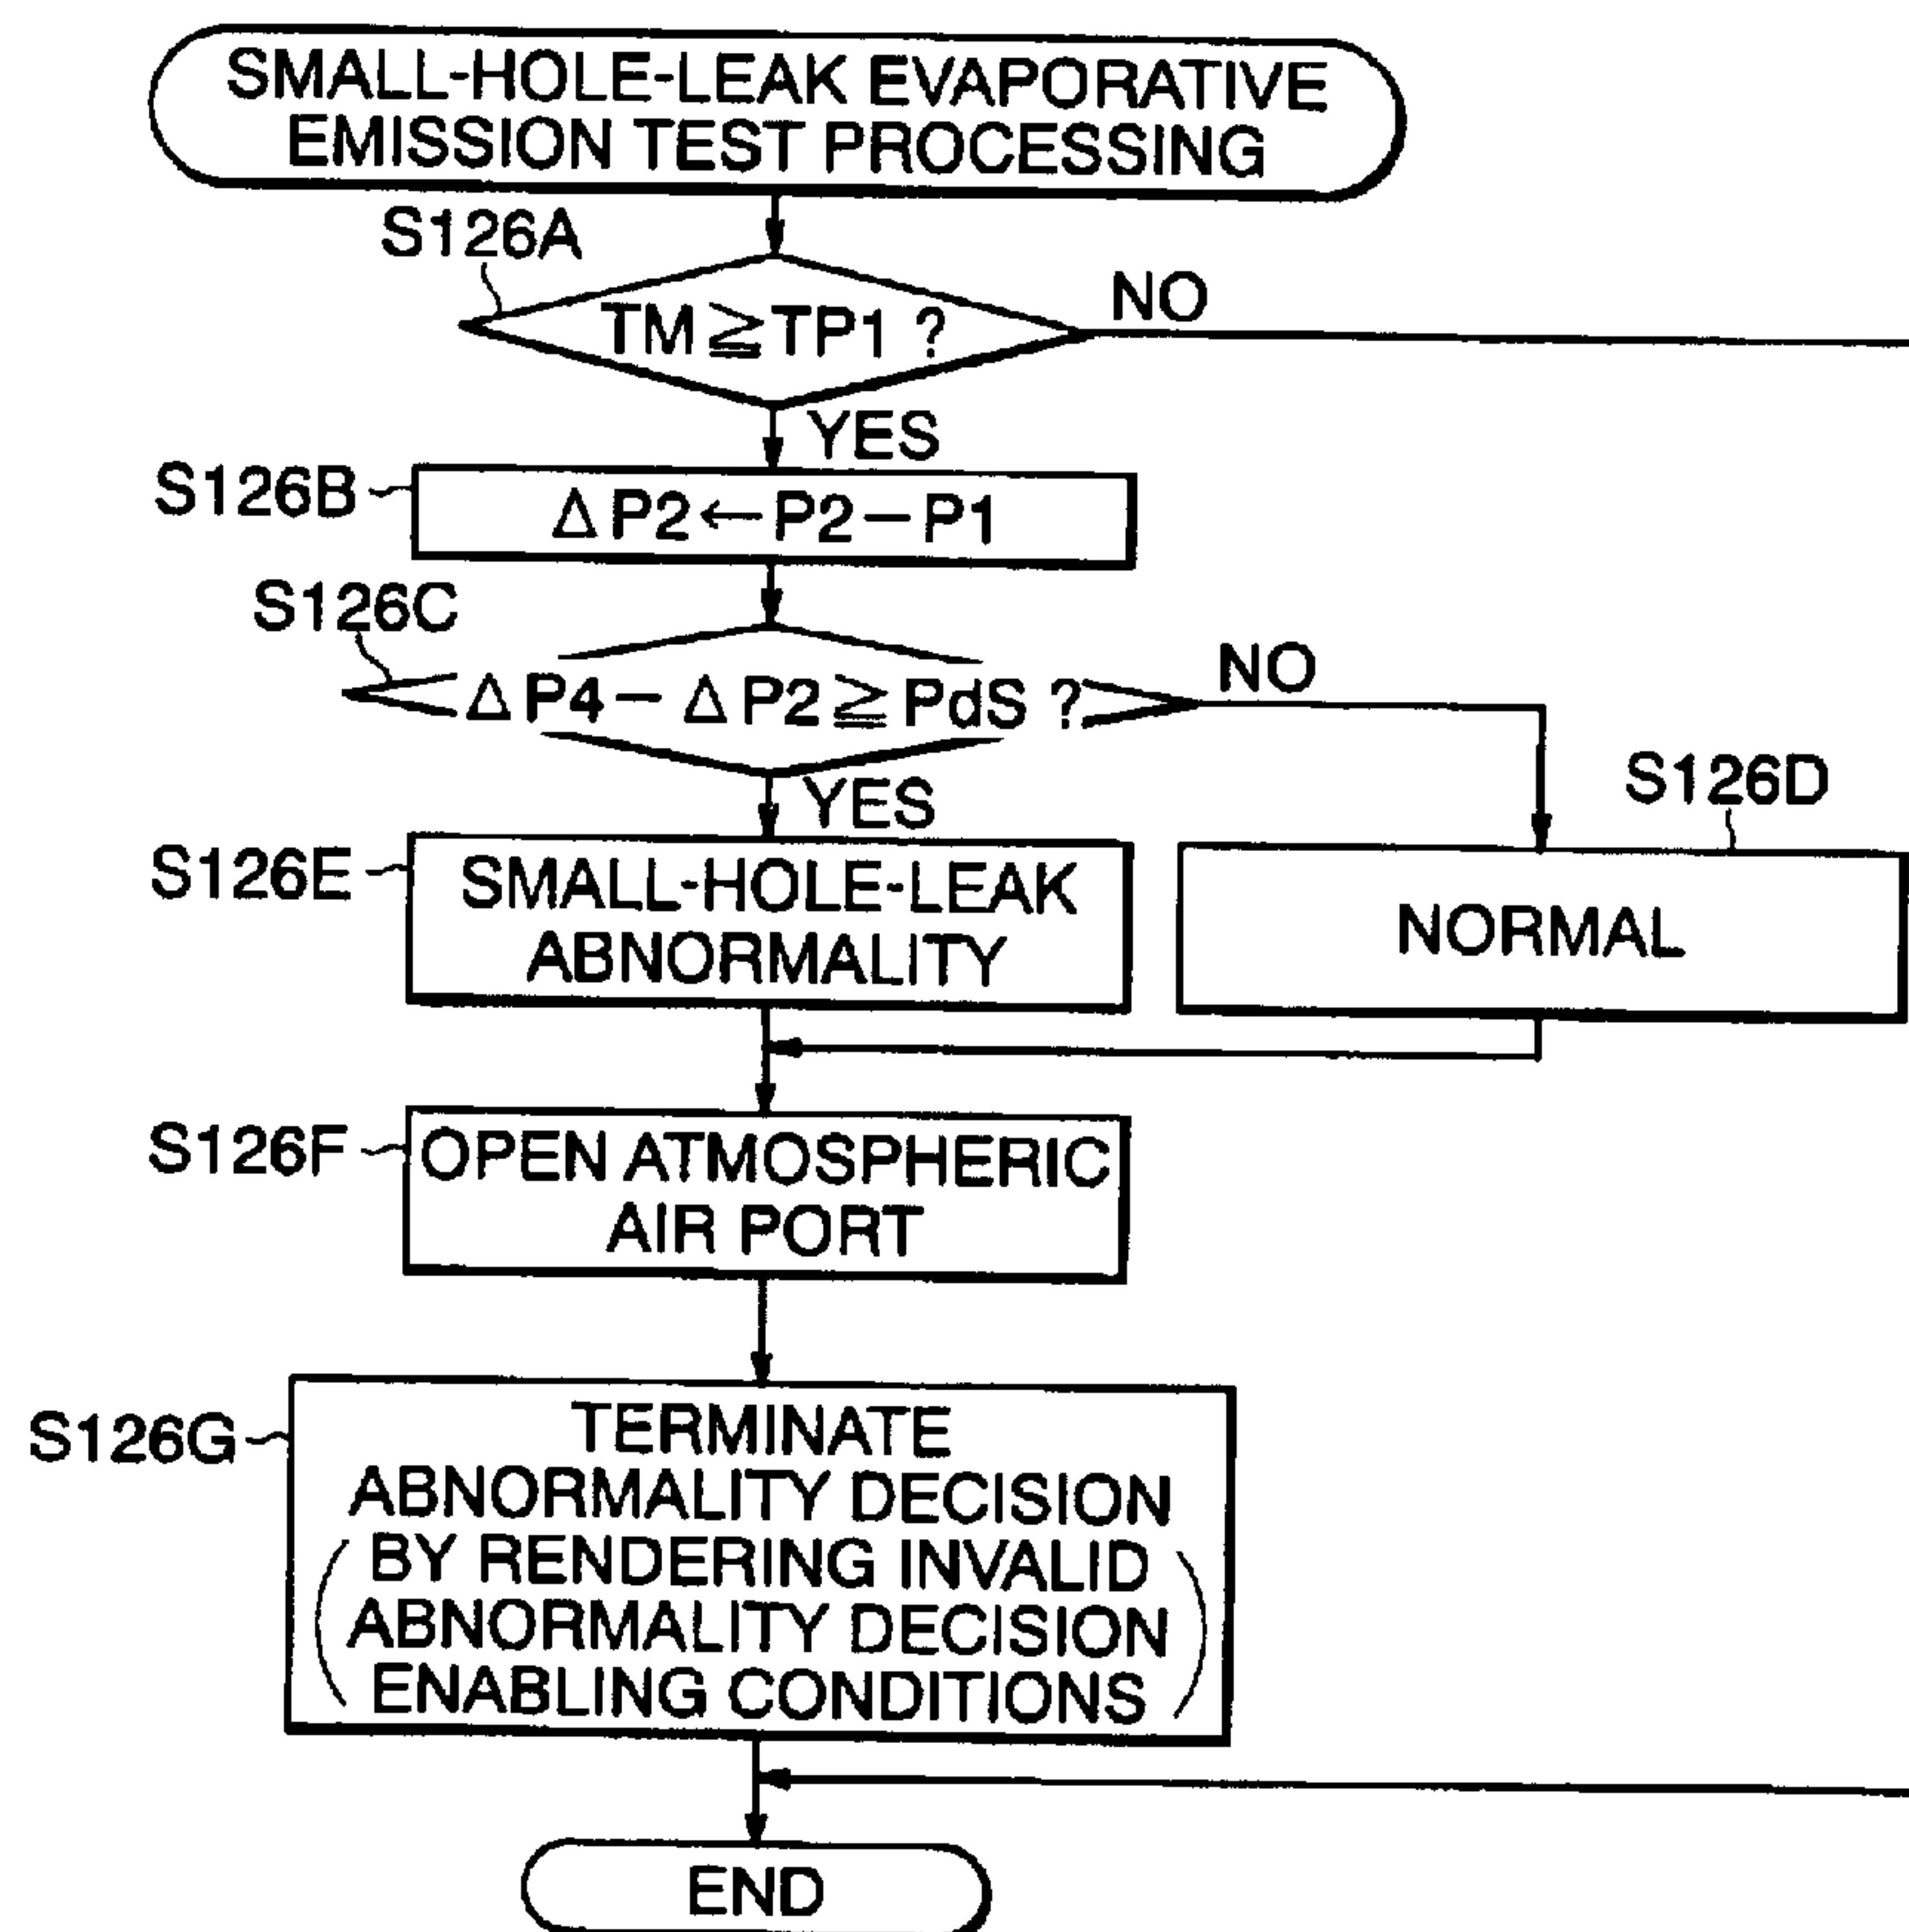 SMALL-HOLE-LEAK EVAPORATIVE
EMISSION TEST PROCESSING
S126A
TM≧TP1 ?
NO
YES
S126B
ΔP2←P2−P1
S126C
ΔP4−ΔP2≧PdS ?
NO
YES
S126D
S126E
SMALL-HOLE-LEAK
ABNORMALITY
NORMAL
S126F
OPEN ATMOSPHERIC
AIR PORT
S126G
TERMINATE
ABNORMALITY DECISION
(BY RENDERING INVALID
ABNORMALITY DECISION
ENABLING CONDITIONS)
END